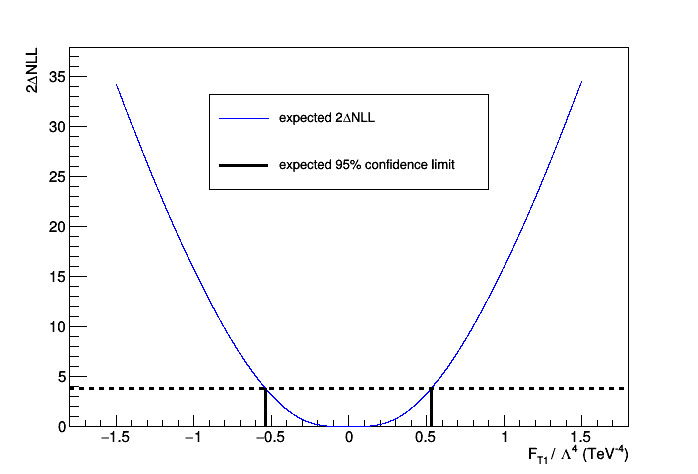 2ΔNLL
35
30
25
20
15
10
5
0
expected 2ΔNLL
expected 95% confidence limit
−1.5 −1 −0.5 0 0.5 1 1.5
F_T1 / Λ^4 (TeV^-4)